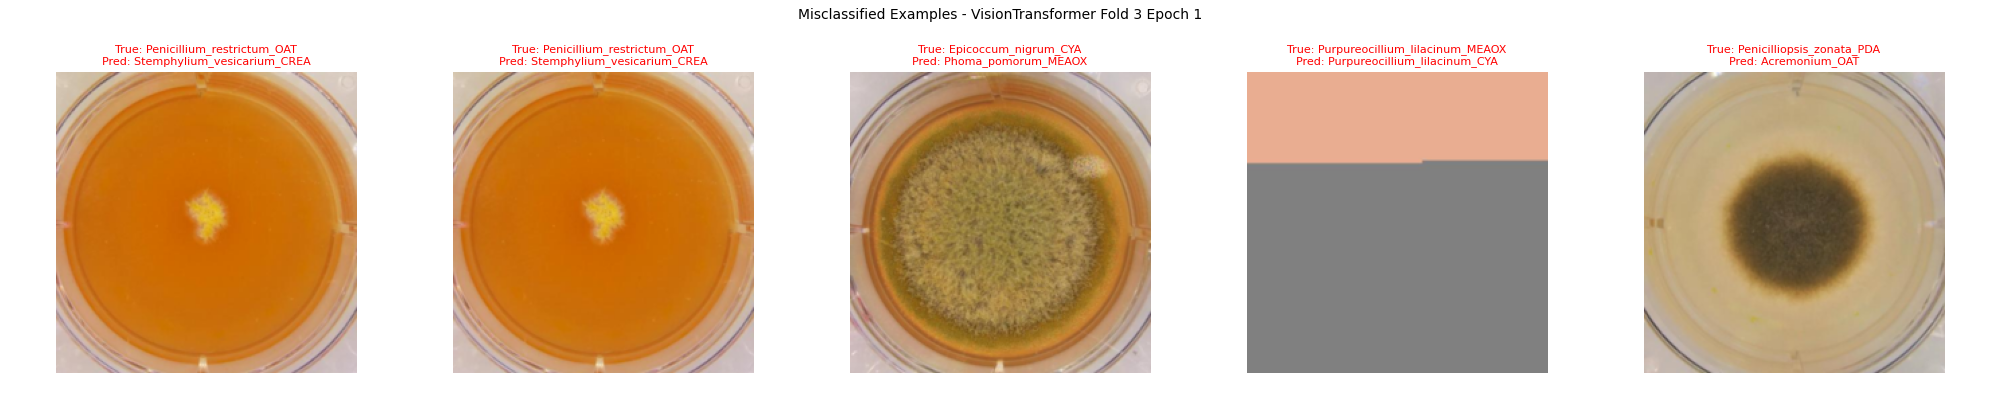 Misclassified Examples - VisionTransformer Fold 3 Epoch 1
True: Penicillium_restrictum_OAT
Pred: Stemphylium_vesicarium_CREA
True: Penicillium_restrictum_OAT
Pred: Stemphylium_vesicarium_CREA
True: Epicoccum_nigrum_CYA
Pred: Phoma_pomorum_MEAOX
True: Purpureocillium_lilacinum_MEAOX
Pred: Purpureocillium_lilacinum_CYA
True: Penicilliopsis_zonata_PDA
Pred: Acremonium_OAT